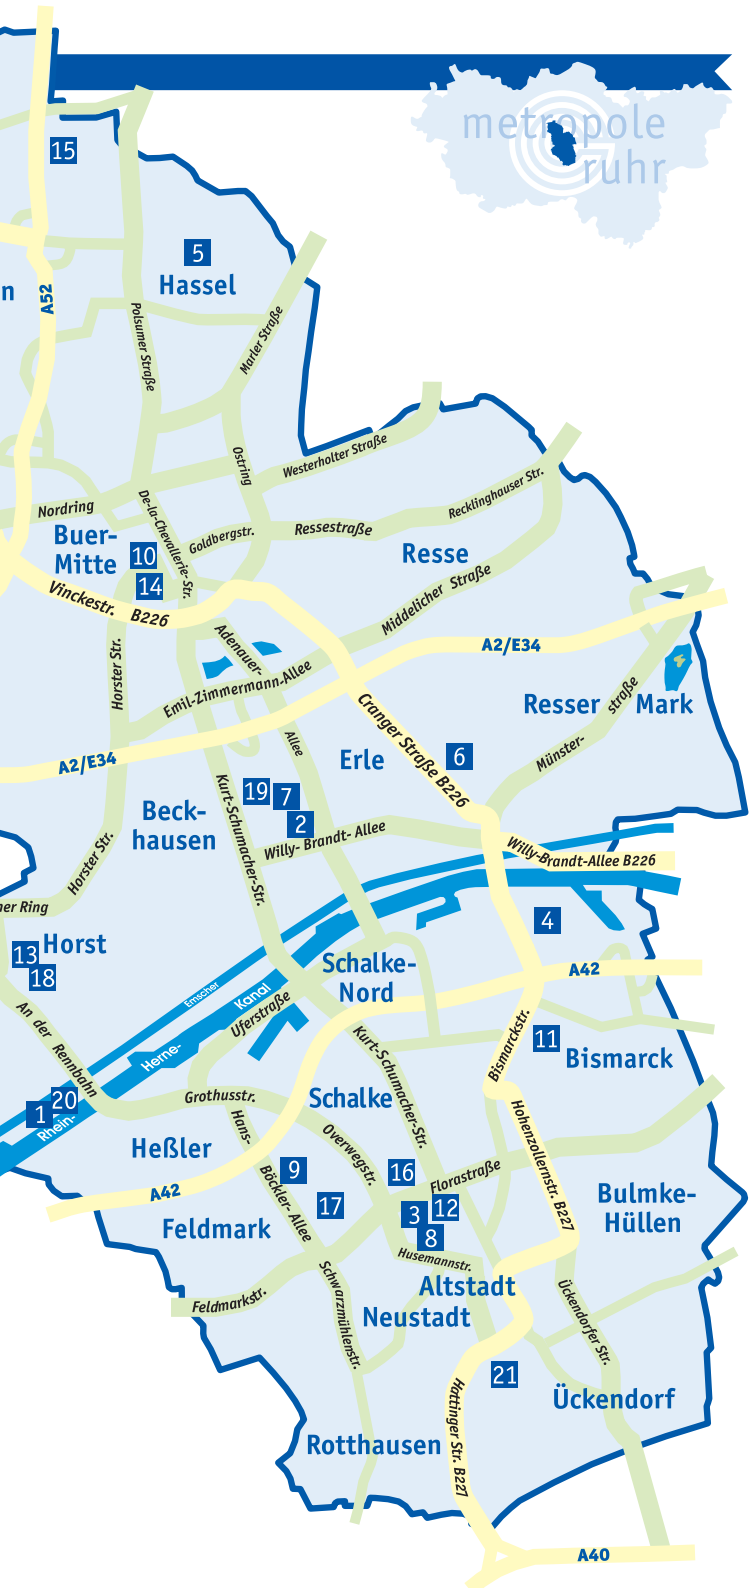 metropole
ruhr
15
5
Hassel
n
A52
Polsumer Straße
Marler Straße
Ostring
Westerholter Straße
Recklinghauser Str.
Nordring
De-la-Chevallerie-Str.
Goldbergstr.
Ressestraße
Buer-
Mitte
10
14
Resse
Vinckestr. B226
Middelicher Straße
Adenauer-
Allee
Horster Str.
Emil-Zimmermann-Allee
A2/E34
Resser Mark
Münster-
straße
Cranger Straße B226
Erle
6
A2/E34
19
7
2
Kurt-Schumacher-Str.
Beck-
hausen
Willy- Brandt- Allee
Willy-Brandt-Allee B226
Horster Str.
ner Ring
4
13
Horst
18
Schalke-
Nord
A42
Emscher
Kanal
Herne-
Rhein-
Uferstraße
An der Rennbahn
Kurt-Schumacher-Str.
Bismarckstr.
11
Bismarck
20
1
Grothusstr.
Schalke
Hans-
Böckler- Allee
Overwegstr.
Hohenzollernstr. B227
Heßler
9
16
Florastraße
A42
17
3
12
8
Bulmke-
Hüllen
Feldmark
Husemannstr.
Altstadt
Neustadt
Feldmarkstr.
Schwarzmühlenstr.
Ückendorfer Str.
21
Hattinger Str. B227
Ückendorf
Rotthausen
A40